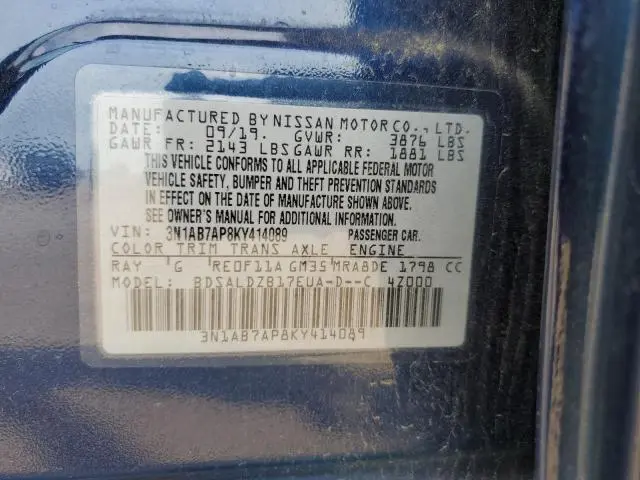 MANUFACTURED BY NISSAN MOTOR CO., LTD.
DATE: 09/19. GVWR: 3876 LBS
GAWR FR: 2143 LBS GAWR RR: 1881 LBS
THIS VEHICLE CONFORMS TO ALL APPLICABLE FEDERAL MOTOR
VEHICLE SAFETY, BUMPER AND THEFT PREVENTION STANDARDS
IN EFFECT ON THE DATE OF MANUFACTURE SHOWN ABOVE.
SEE OWNER'S MANUAL FOR ADDITIONAL INFORMATION.
VIN: 3N1AB7AP8KY414089 PASSENGER CAR.
COLOR TRIM TRANS AXLE ENGINE
RAY G RE0F11A GM35 MRA8DE 1798 CC
MODEL: BDSALDZB17EUA-D--C 4Z000
3N1AB7AP8KY414089